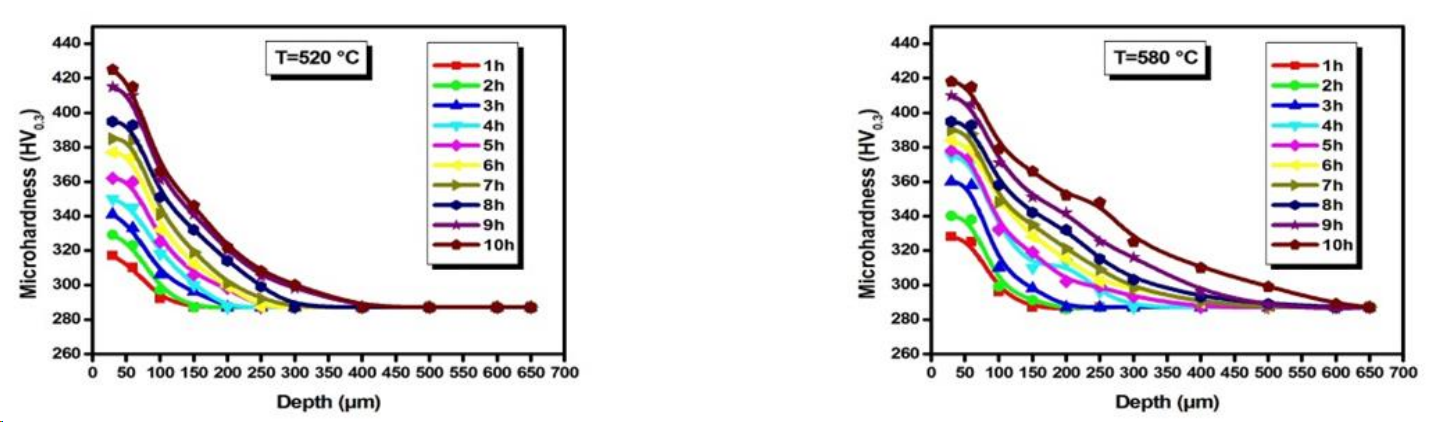 T=520 °C
1h
2h
3h
4h
5h
6h
7h
8h
9h
10h
Microhardness (HV0.3)
440
420
400
380
360
340
320
300
280
260
0 50 100 150 200 250 300 350 400 450 500 550 600 650 700
Depth (μm)
T=580 °C
1h
2h
3h
4h
5h
6h
7h
8h
9h
10h
Microhardness (HV0.3)
440
420
400
380
360
340
320
300
280
260
0 50 100 150 200 250 300 350 400 450 500 550 600 650 700
Depth (μm)